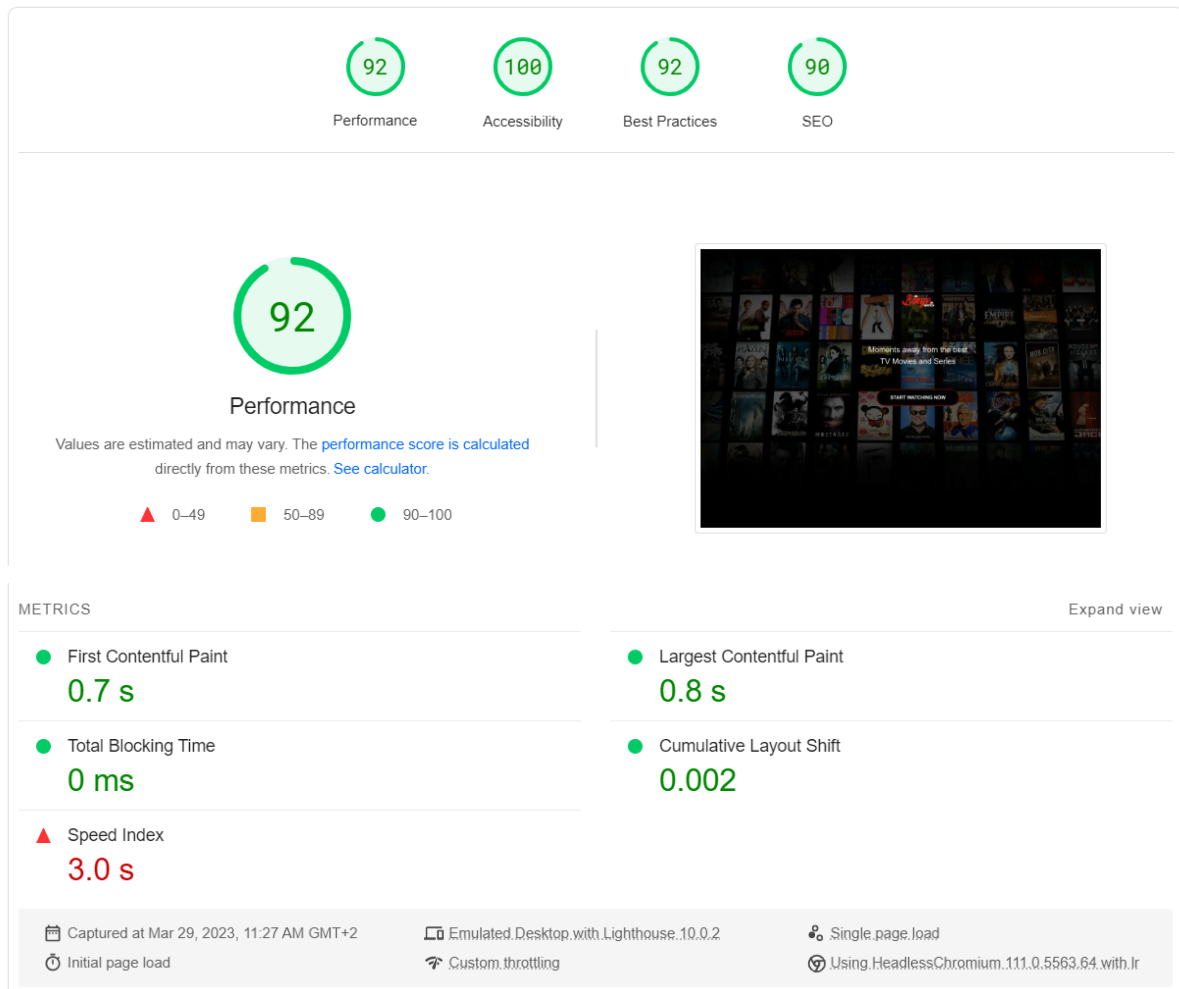 92
100
92
90
Performance
Accessibility
Best Practices
SEO
92
Performance
Values are estimated and may vary. The performance score is calculated
directly from these metrics. See calculator.
0–49
50–89
90–100
Moments away from the best
TV Movies and Series
START WATCHING NOW
EMPIRE
MOB CITY
METRICS
Expand view
First Contentful Paint
0.7 s
Largest Contentful Paint
0.8 s
Total Blocking Time
0 ms
Cumulative Layout Shift
0.002
Speed Index
3.0 s
Captured at Mar 29, 2023, 11:27 AM GMT+2
Emulated Desktop with Lighthouse 10.0.2
Single page load
Initial page load
Custom throttling
Using HeadlessChromium 111.0.5563.64 with lr